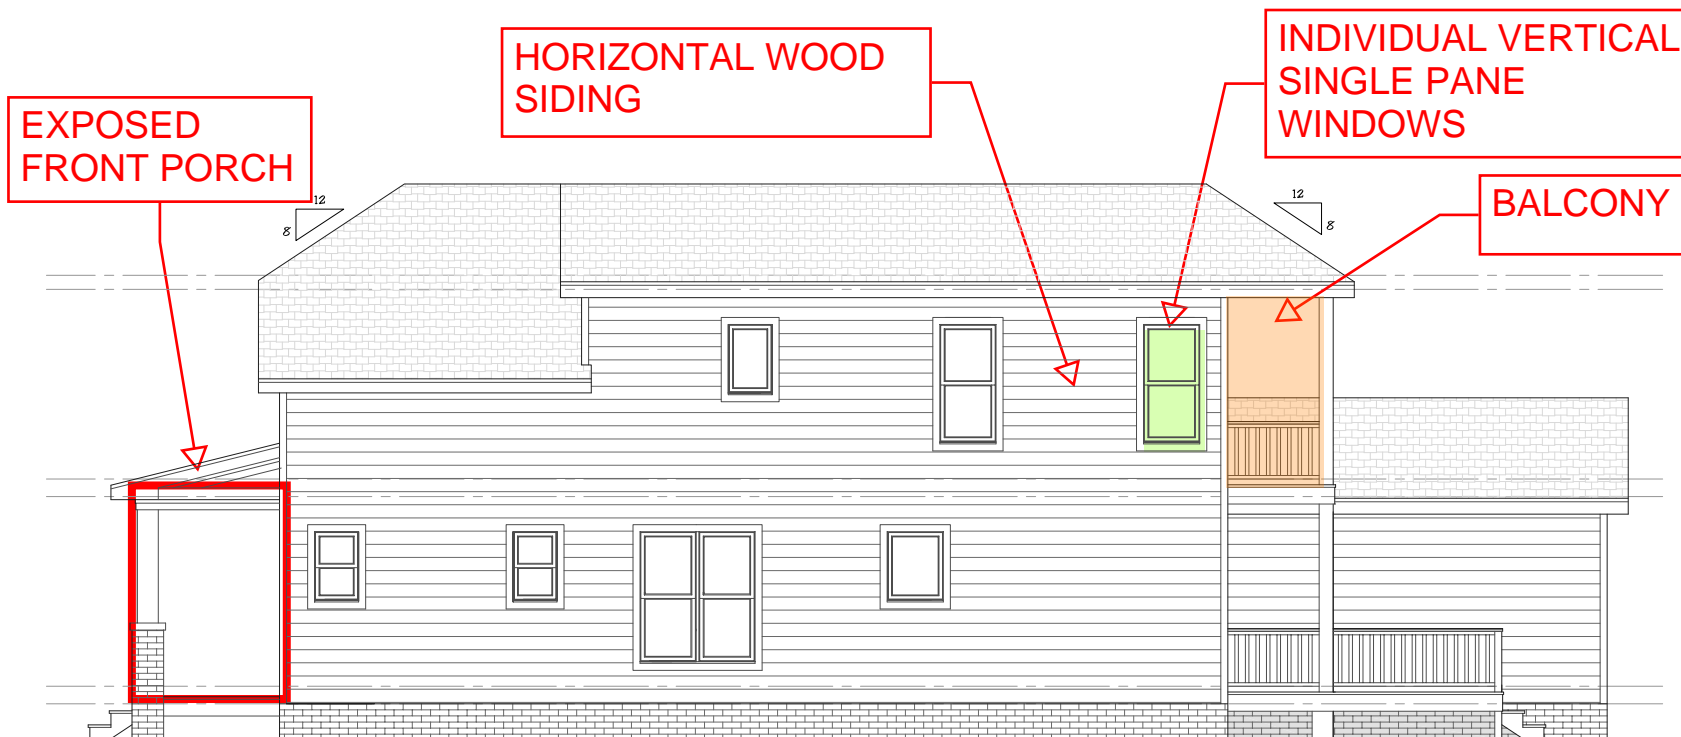 EXPOSED
FRONT PORCH
HORIZONTAL WOOD
SIDING
INDIVIDUAL VERTICAL
SINGLE PANE
WINDOWS
BALCONY
12
8
12
8